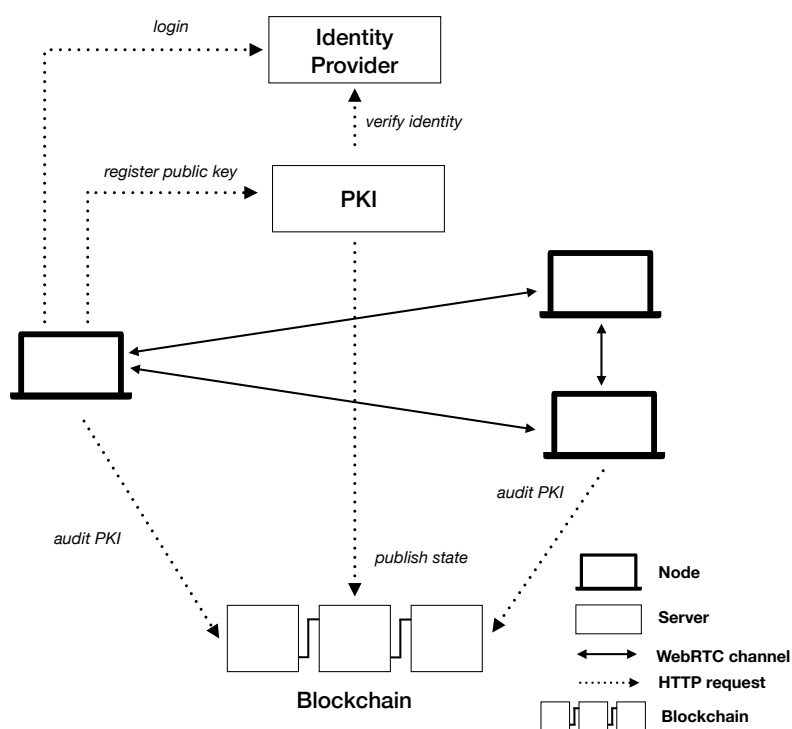 login
Identity
Provider
verify identity
register public key
PKI
audit PKI
audit PKI
publish state
Node
Server
WebRTC channel
HTTP request
Blockchain
Blockchain